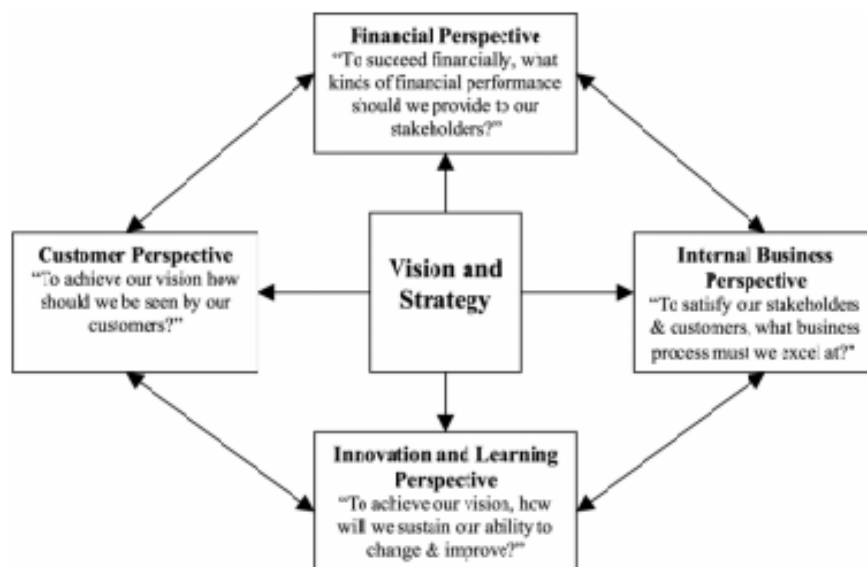 Financial Perspective
“To succeed financially, what
kinds of financial performance
should we provide to our
stakeholders?”
Customer Perspective
“To achieve our vision how
should we be seen by our
customers?”
Vision and
Strategy
Internal Business
Perspective
“To satisfy our stakeholders
& customers, what business
process must we excel at?”
Innovation and Learning
Perspective
“To achieve our vision, how
will we sustain our ability to
change & improve?”